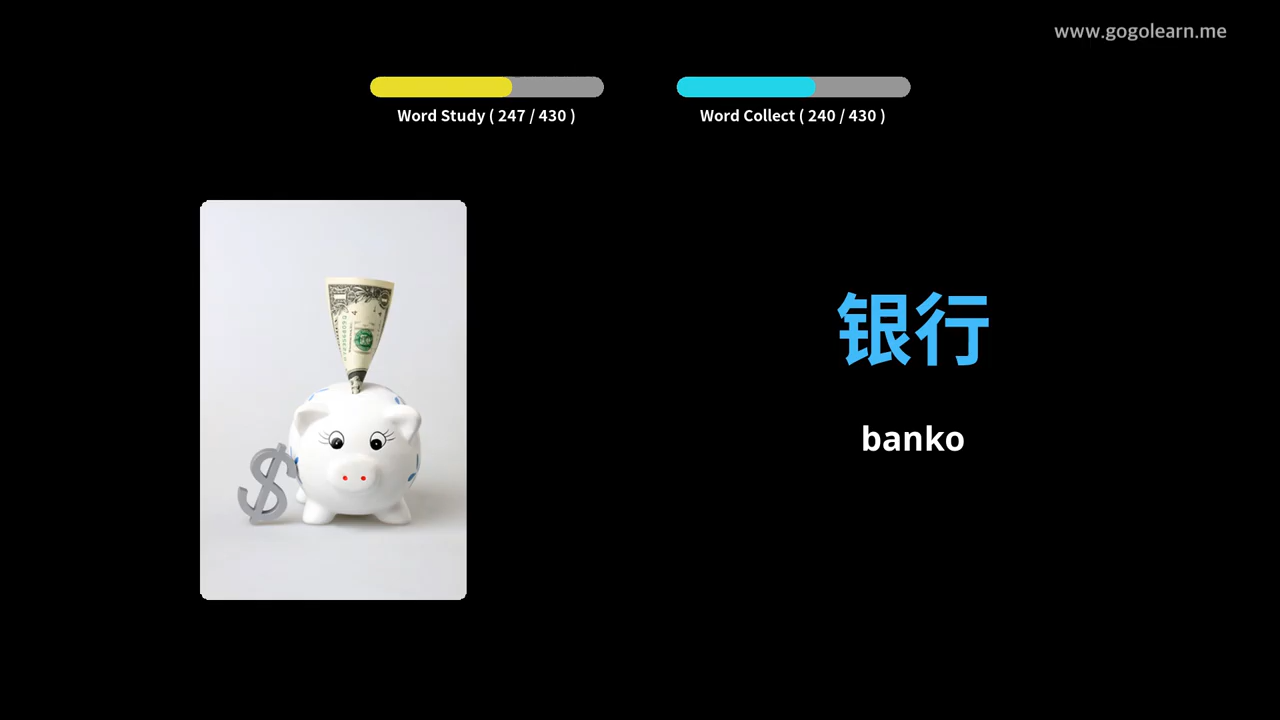 www.gogolearn.me
Word Study ( 247 / 430 )
Word Collect ( 240 / 430 )
银行
banko
$